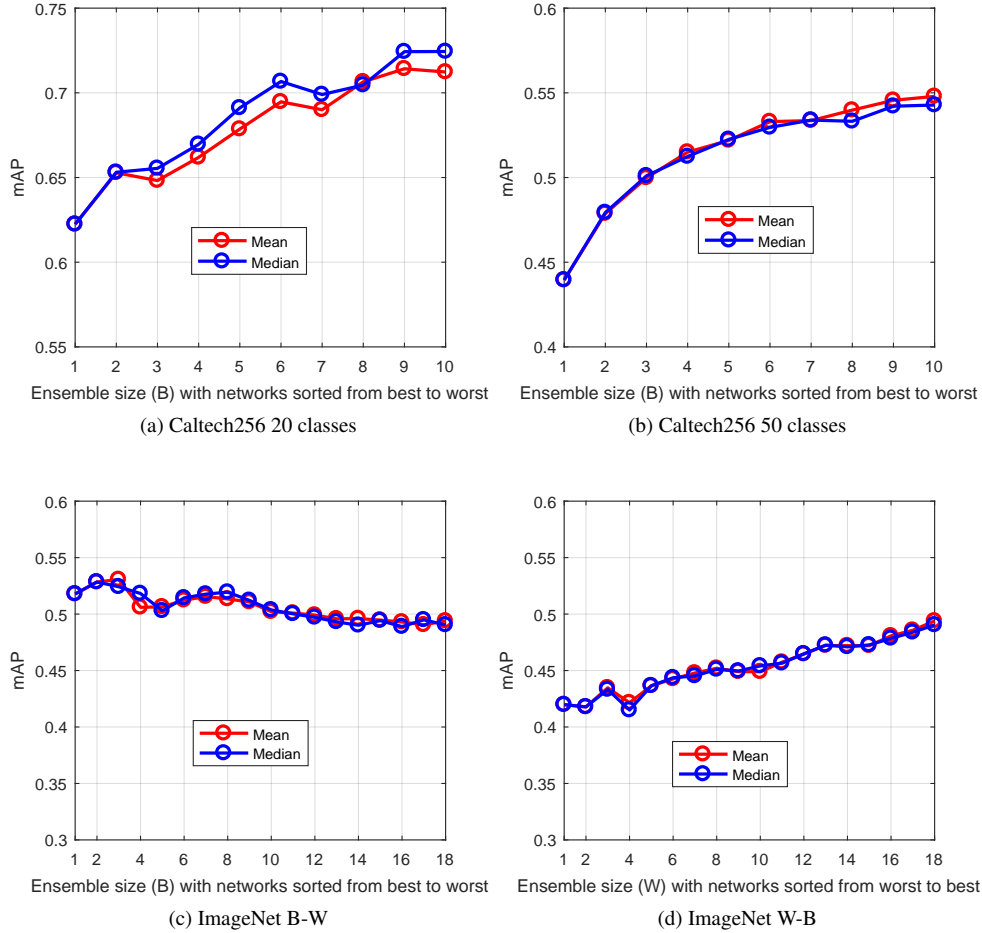 0.75
0.7
0.65
0.6
0.55
mAP
Mean
Median
1 2 3 4 5 6 7 8 9 10
Ensemble size (B) with networks sorted from best to worst
(a) Caltech256 20 classes
0.6
0.55
0.5
0.45
0.4
mAP
Mean
Median
1 2 3 4 5 6 7 8 9 10
Ensemble size (B) with networks sorted from best to worst
(b) Caltech256 50 classes
0.6
0.55
0.5
0.45
0.4
0.35
0.3
mAP
Mean
Median
1 2 4 6 8 10 12 14 16 18
Ensemble size (B) with networks sorted from best to worst
(c) ImageNet B-W
0.6
0.55
0.5
0.45
0.4
0.35
0.3
mAP
Mean
Median
1 2 4 6 8 10 12 14 16 18
Ensemble size (W) with networks sorted from worst to best
(d) ImageNet W-B